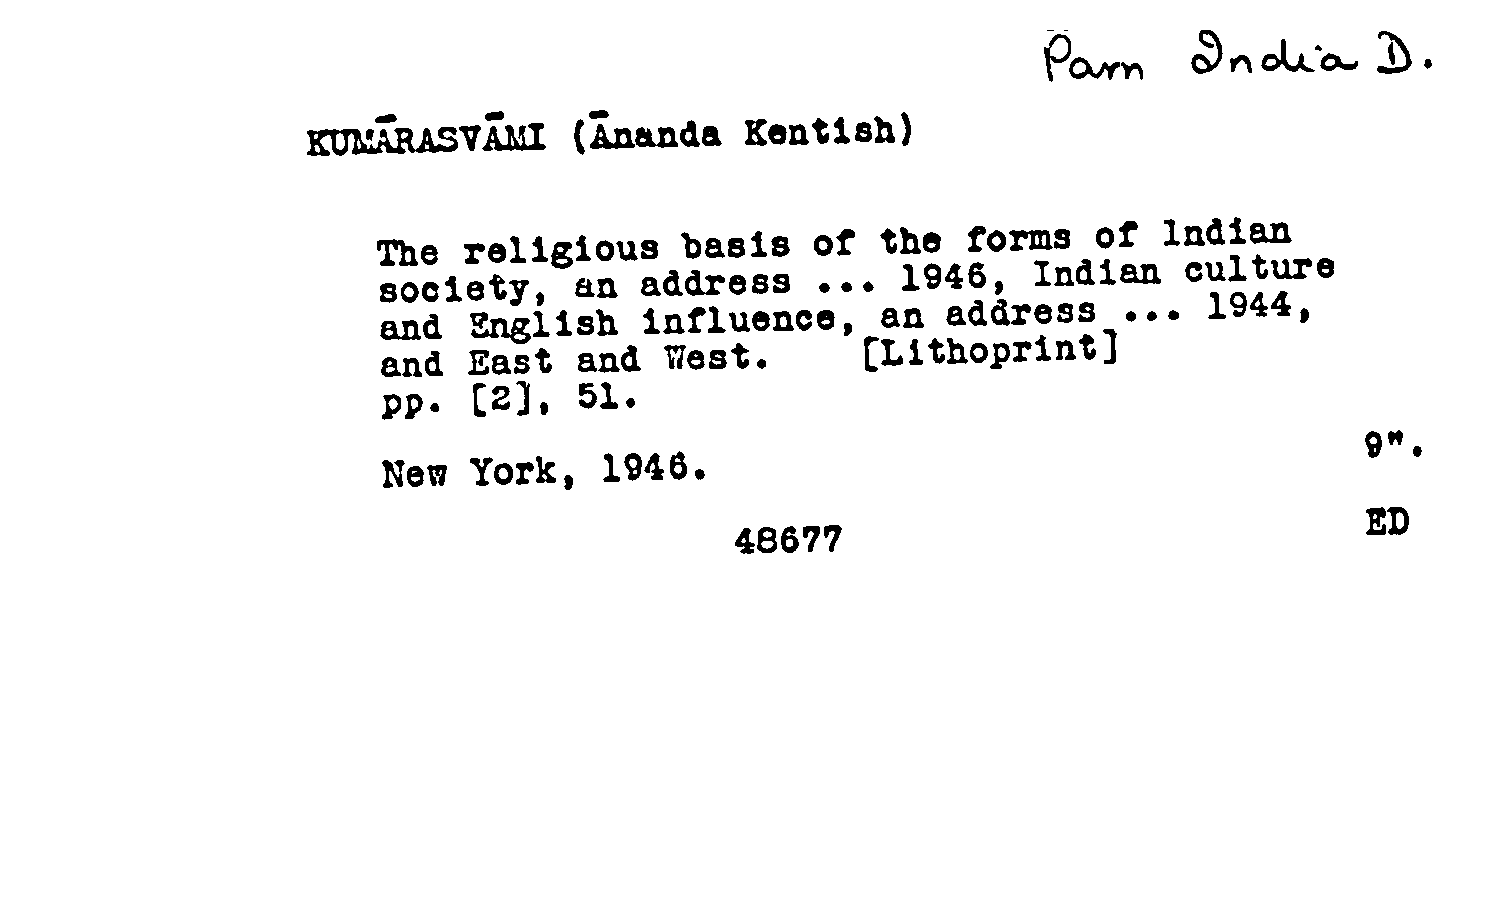 Pam India D.
KUMĀRASVĀMI (Ānanda Kentish)
The religious basis of the forms of Indian
society, an address ... 1946, Indian culture
and English influence, an address ... 1944,
and East and West. [Lithoprint]
pp. [2], 51.
9".
New York, 1946.
ED
48677